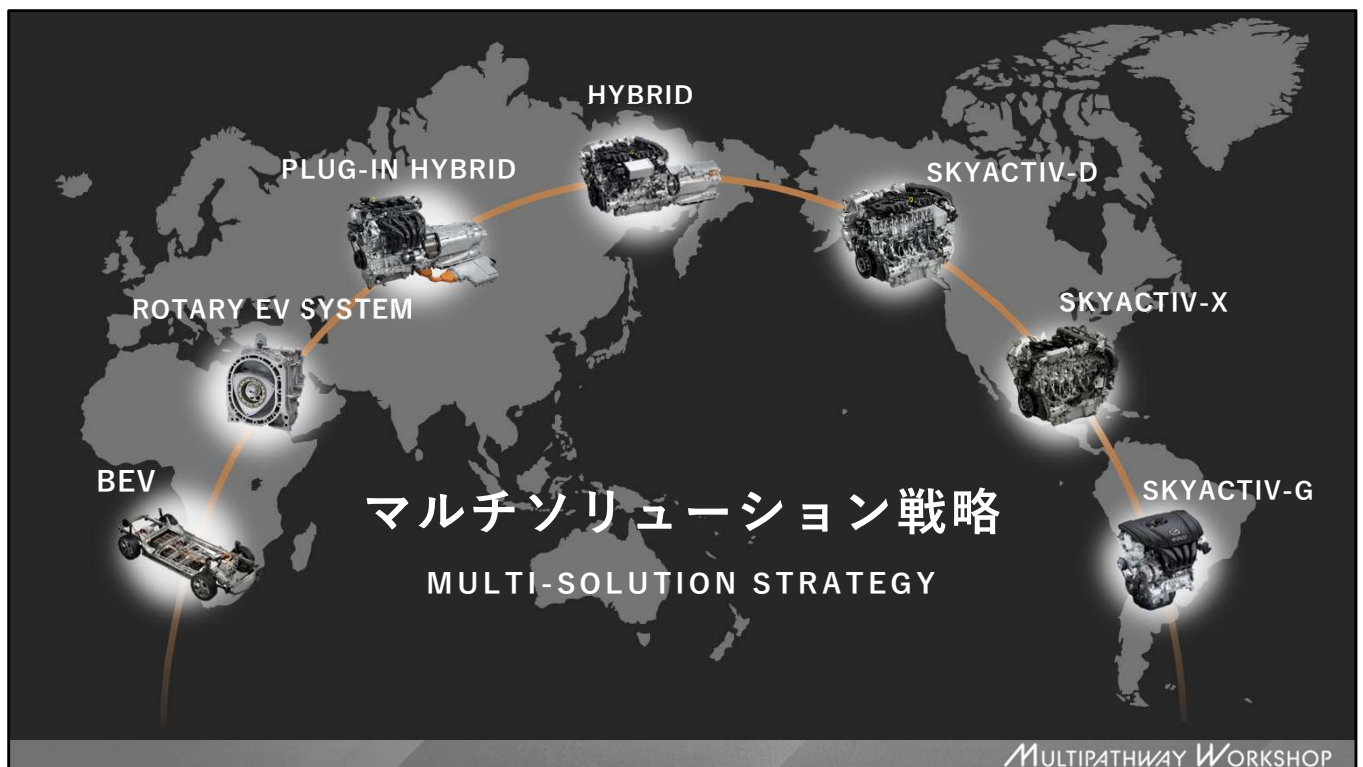 HYBRID
PLUG-IN HYBRID
SKYACTIV-D
ROTARY EV SYSTEM
SKYACTIV-X
BEV
SKYACTIV-G
マルチソリューション戦略
MULTI-SOLUTION STRATEGY
MULTIPATHWAY WORKSHOP